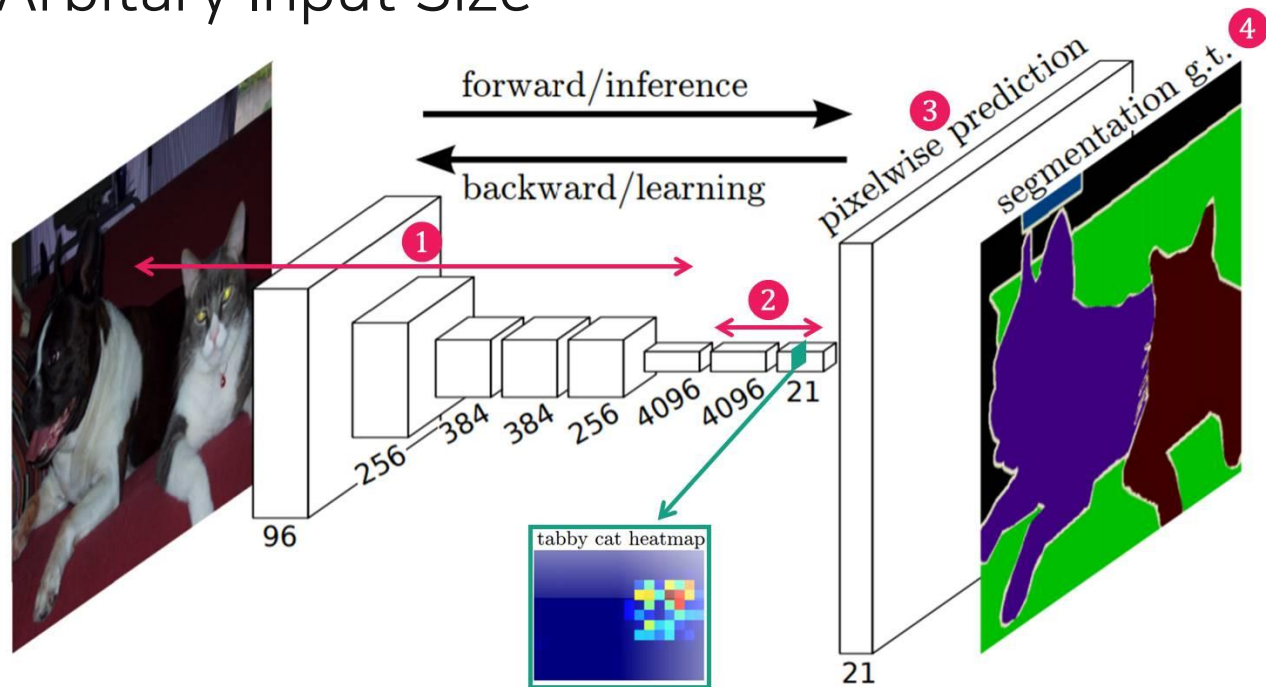 Arbitary Input Size
4
forward/inference
3
pixelwise prediction
segmentation g.t.
backward/learning
1
2
96
256
384
384
256
4096
4096
21
tabby cat heatmap
21